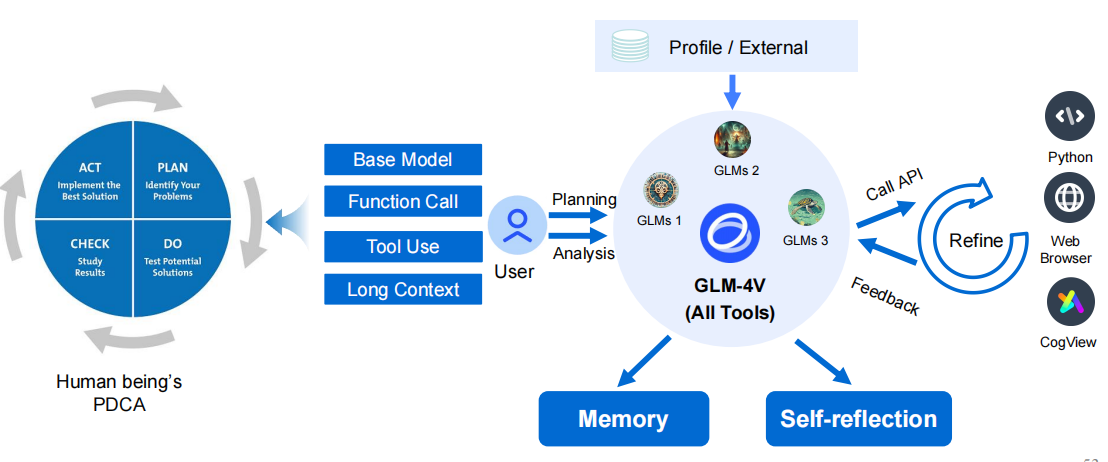 Profile / External
ACT
Implement the
Best Solution
PLAN
Identify Your
Problems
CHECK
Study
Results
DO
Test Potential
Solutions
Human being's
PDCA
Base Model
Function Call
Tool Use
Long Context
User
Planning
Analysis
GLMs 2
GLMs 1
GLMs 3
GLM-4V
(All Tools)
Call API
Feedback
Refine
Python
Web
Browser
CogView
Memory
Self-reflection